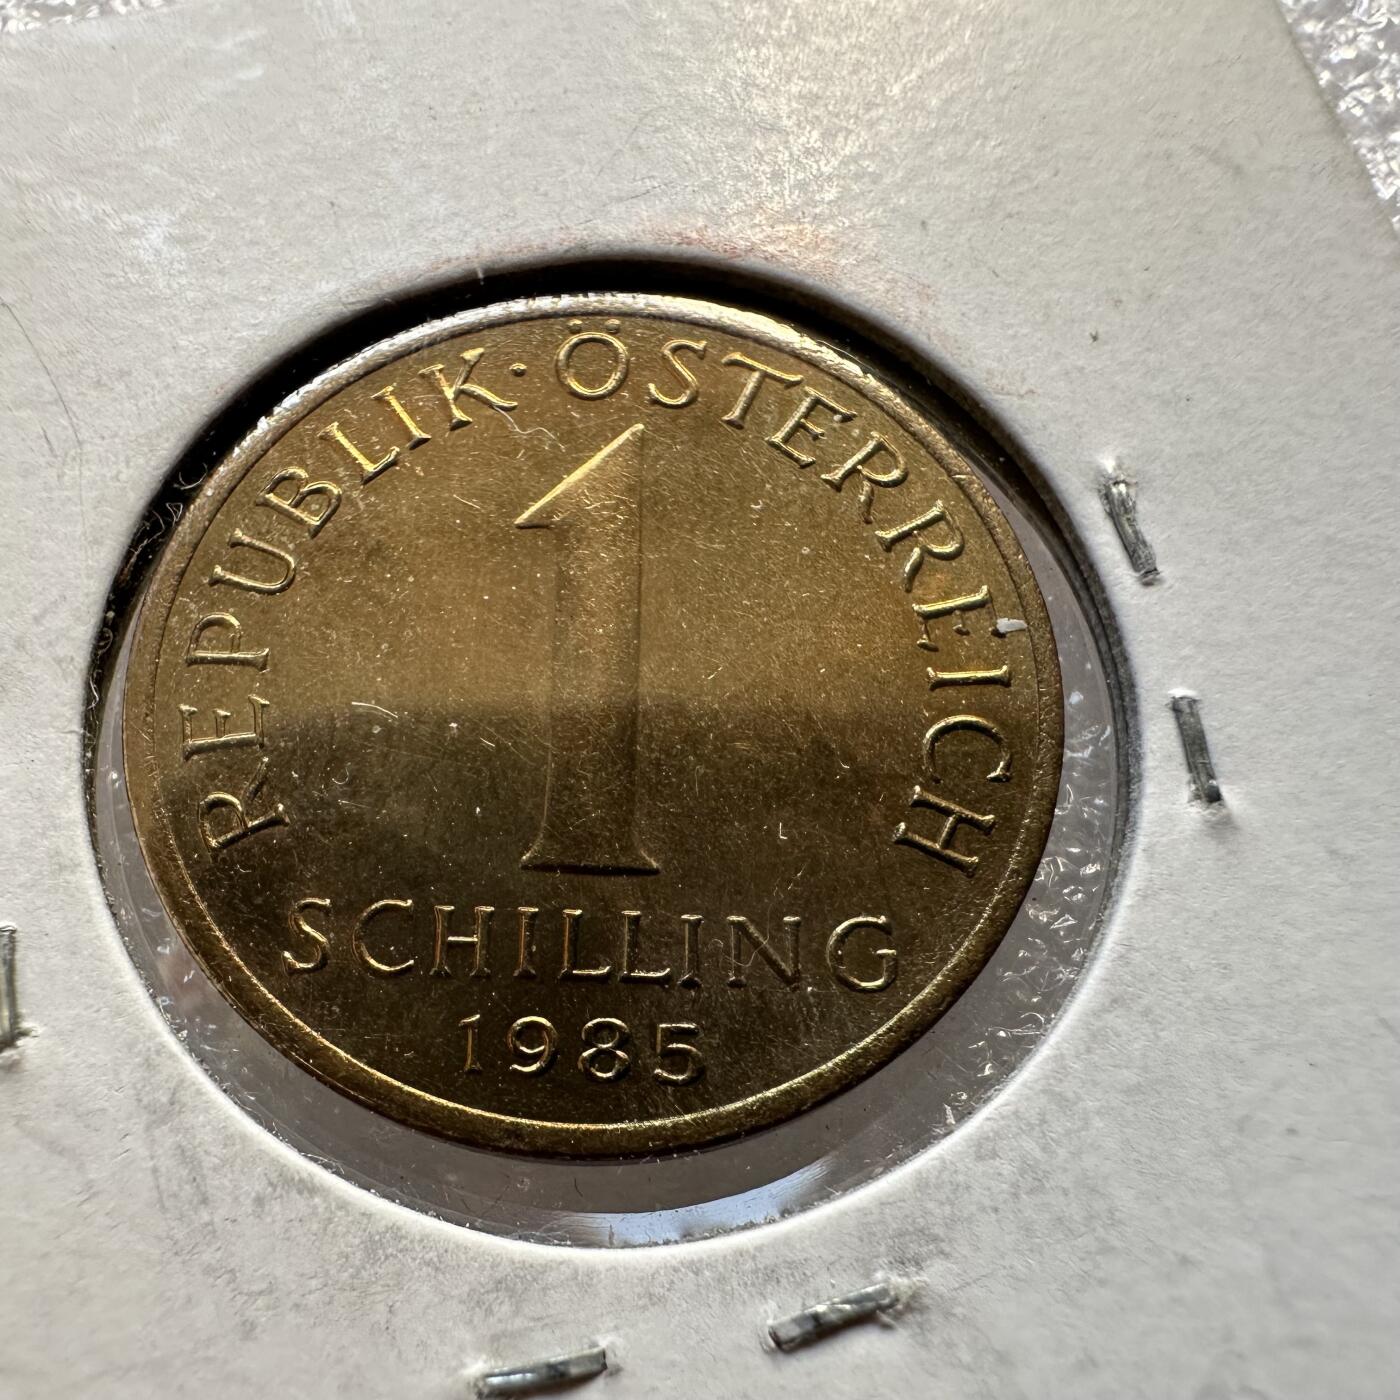 REPUBLIK · ÖSTERREICH
1
SCHILLING
1985